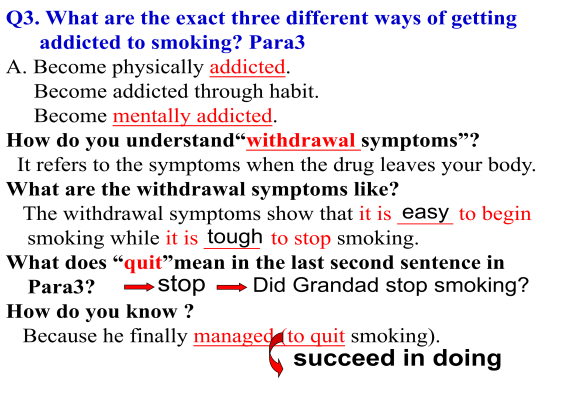 Q3. What are the exact three different ways of getting
addicted to smoking? Para3
A. Become physically addicted.
Become addicted through habit.
Become mentally addicted.
How do you understand“withdrawal symptoms”?
It refers to the symptoms when the drug leaves your body.
What are the withdrawal symptoms like?
The withdrawal symptoms show that it is easy to begin
smoking while it is tough to stop smoking.
What does “quit”mean in the last second sentence in
Para3? stop Did Grandad stop smoking?
How do you know ?
Because he finally managed (to quit smoking).
succeed in doing